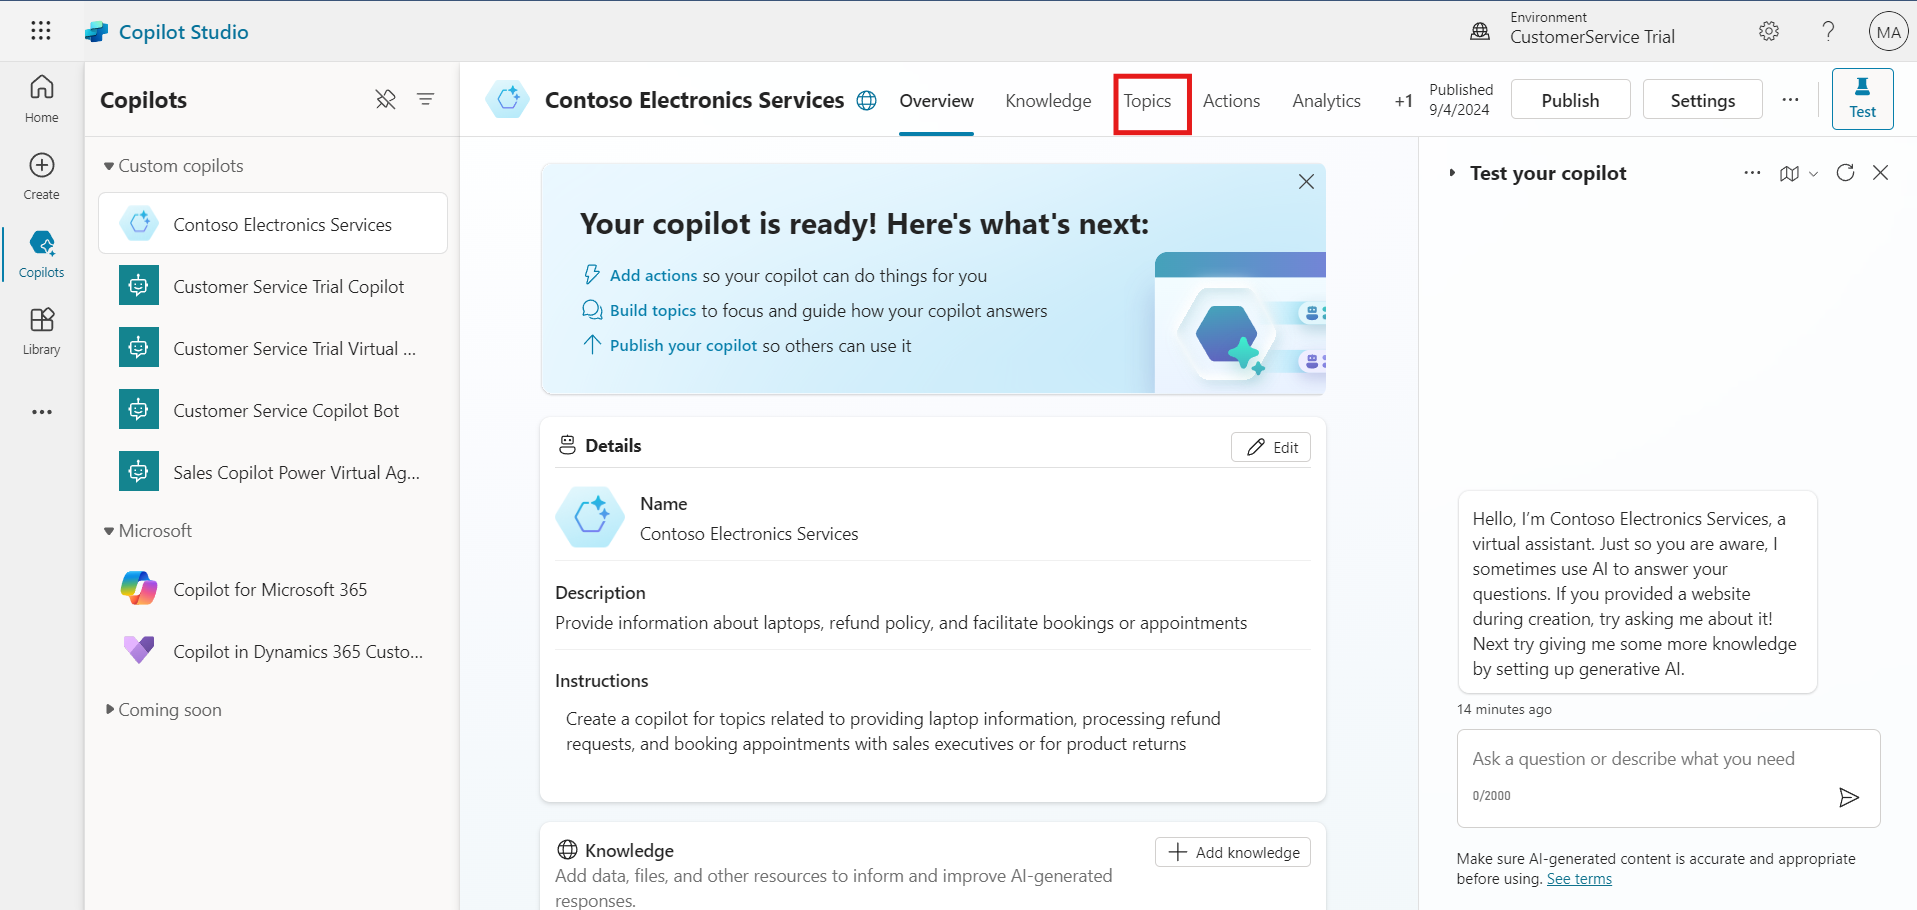 Copilot Studio
Environment
CustomerService Trial
MA
Home
Create
Copilots
Library
Copilots
Custom copilots
Contoso Electronics Services
Customer Service Trial Copilot
Customer Service Trial Virtual ...
Customer Service Copilot Bot
Sales Copilot Power Virtual Ag...
Microsoft
Copilot for Microsoft 365
Copilot in Dynamics 365 Custo...
Coming soon
Contoso Electronics Services
Overview
Knowledge
Topics
Actions
Analytics
+1
Published
9/4/2024
Publish
Settings
Test
Your copilot is ready! Here's what's next:
Add actions so your copilot can do things for you
Build topics to focus and guide how your copilot answers
Publish your copilot so others can use it
Details
Edit
Name
Contoso Electronics Services
Description
Provide information about laptops, refund policy, and facilitate bookings or appointments
Instructions
Create a copilot for topics related to providing laptop information, processing refund
requests, and booking appointments with sales executives or for product returns
Knowledge
Add knowledge
Add data, files, and other resources to inform and improve AI-generated
responses.
Test your copilot
Hello, I'm Contoso Electronics Services, a
virtual assistant. Just so you are aware, I
sometimes use AI to answer your
questions. If you provided a website
during creation, try asking me about it!
Next try giving me some more knowledge
by setting up generative AI.
14 minutes ago
Ask a question or describe what you need
0/2000
Make sure AI-generated content is accurate and appropriate
before using. See terms